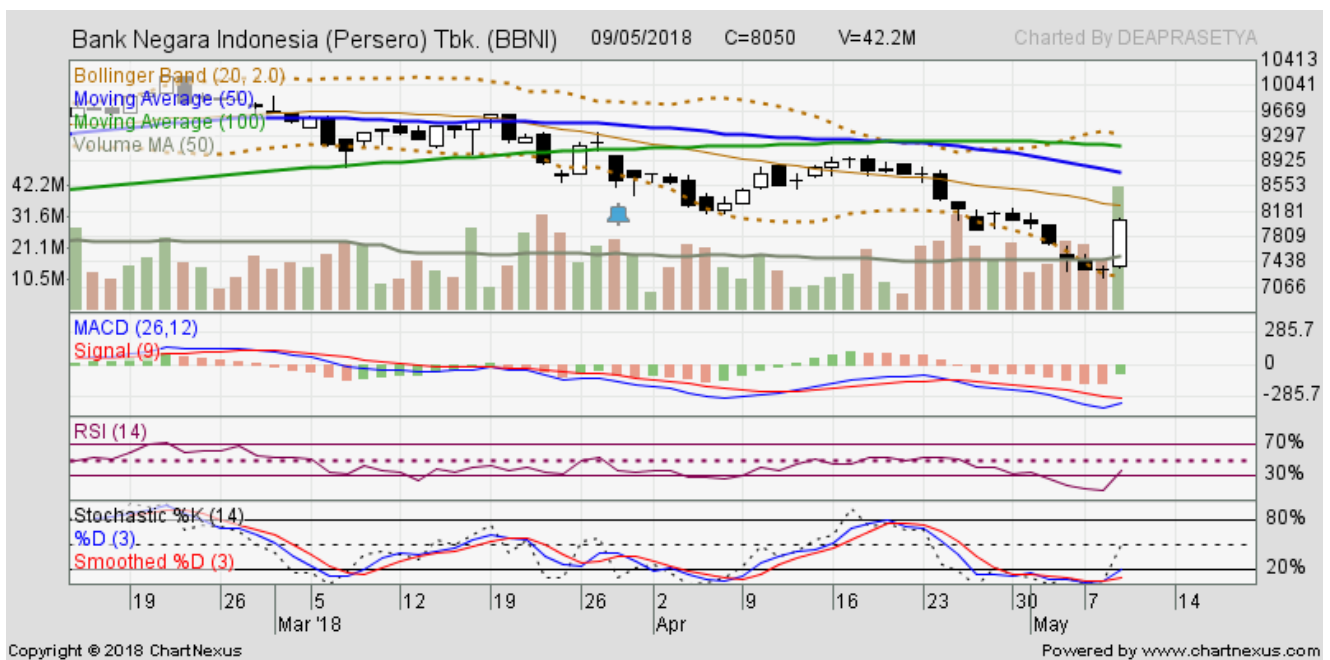 Bank Negara Indonesia (Persero) Tbk. (BBNI) 09/05/2018 C=8050 V=42.2M Charted By DEAPRASETYA
Bollinger Band (20, 2.0)
Moving Average (50)
Moving Average (100)
Volume MA (50)
42.2M
31.6M
21.1M
10.5M
10413
10041
9669
9297
8925
8553
8181
7809
7438
7066
MACD (26,12)
Signal (9)
285.7
0
-285.7
RSI (14)
70%
30%
Stochastic %K (14)
%D (3)
Smoothed %D (3)
80%
20%
19 26 5 12 19 26 2 9 16 23 30 7 14
Mar '18 Apr May
Copyright © 2018 ChartNexus Powered by www.chartnexus.com